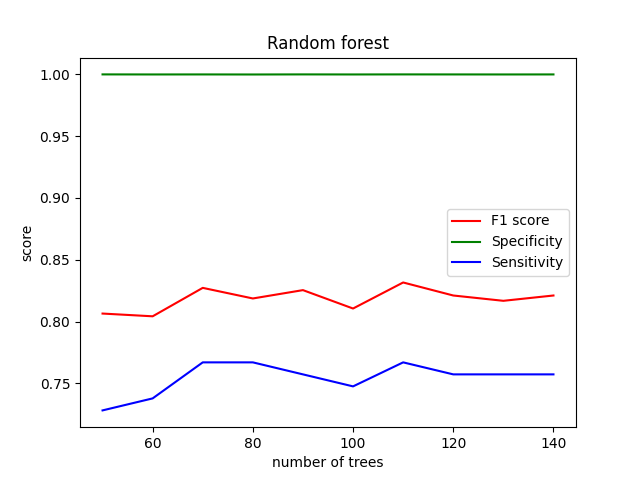 Random forest
1.00
0.95
0.90
0.85
0.80
0.75
score
F1 score
Specificity
Sensitivity
60 80 100 120 140
number of trees